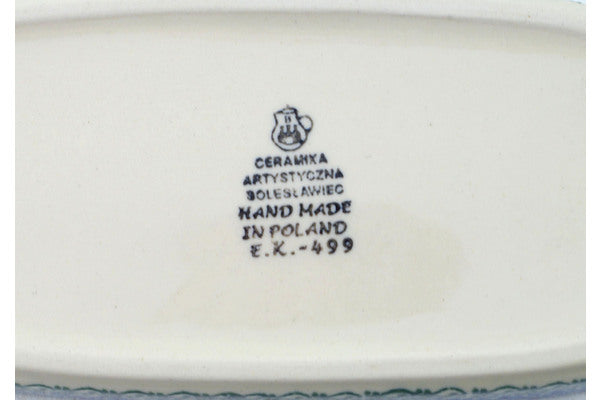 CERAMIKA
ARTYSTYCZNA
BOLESŁAWIEC
HAND MADE
IN POLAND
E.K.-499